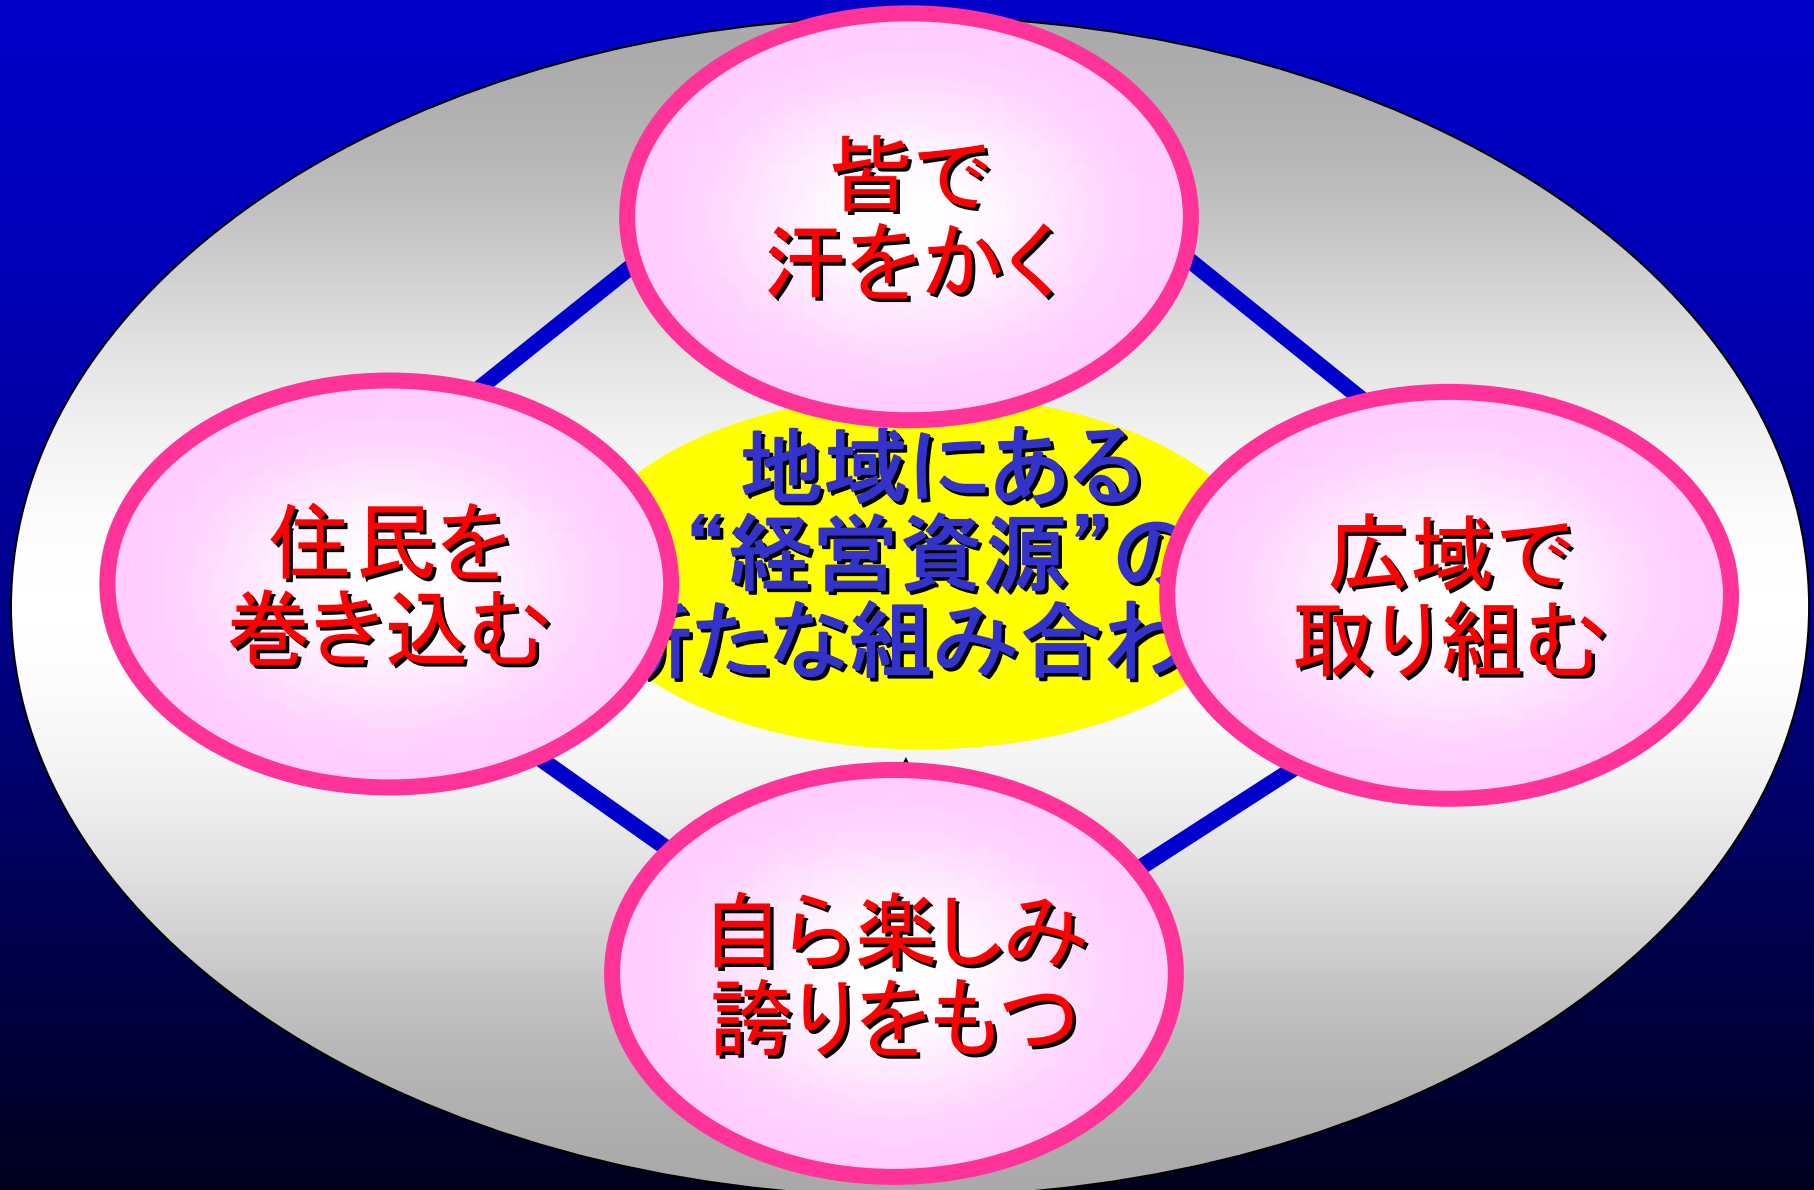 皆で
汗をかく
地域にある
“経営資源”の
たな組み合わ
住民を
巻き込む
広域で
取り組む
自ら楽しみ
誇りをもつ